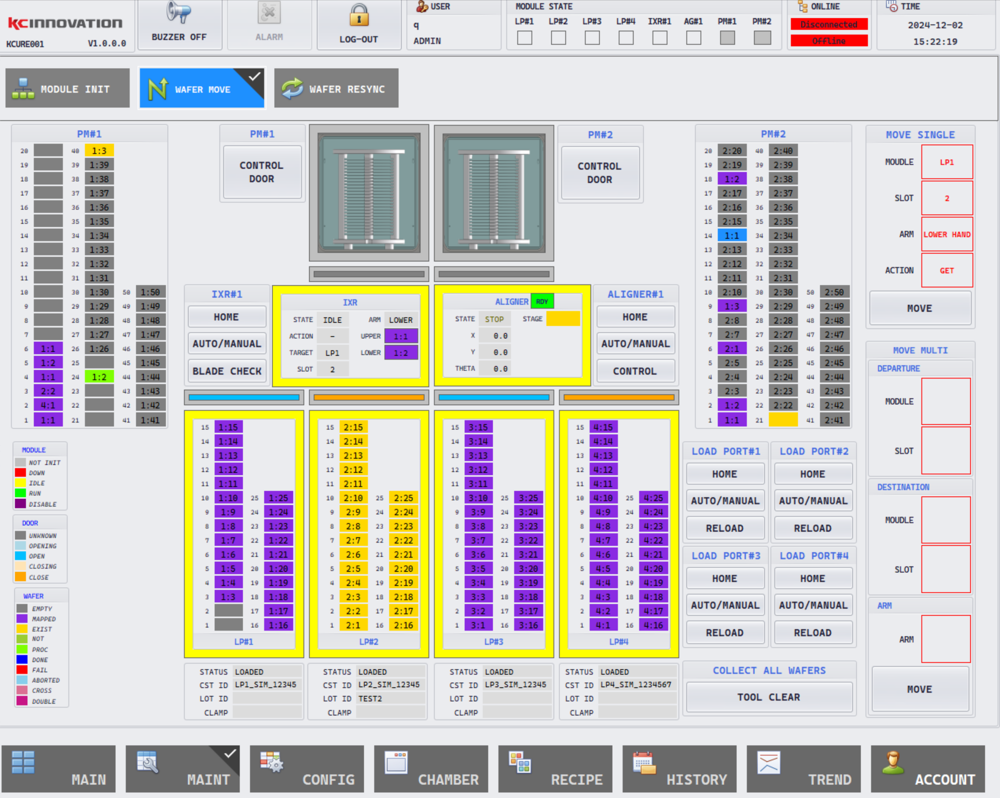 KCINNOVATION
KCURE001 V1.0.0.0
BUZZER OFF
ALARM
LOG-OUT
USER
q
ADMIN
MODULE STATE
LP#1 LP#2 LP#3 LP#4 IXR#1 AG#1 PM#1 PM#2
ONLINE
Disconnected
Offline
TIME
2024-12-02
15:22:19
MODULE INIT
WAFER MOVE
WAFER RESYNC
PM#1
20 40 1:3
19 39 1:39
18 38 1:38
17 37 1:37
16 36 1:36
15 35 1:35
14 34 1:34
13 33 1:33
12 32 1:32
11 31 1:31
10 30 1:30 50 1:50
9 29 1:29 49 1:49
8 28 1:28 48 1:48
7 27 1:27 47 1:47
6 1:1 26 1:26 46 1:46
5 1:2 25 45 1:45
4 1:1 24 1:2 44 1:44
3 2:2 23 43 1:43
2 4:1 22 42 1:42
1 1:1 21 41 1:41
PM#1
CONTROL
DOOR
PM#2
CONTROL
DOOR
PM#2
20 2:20 40 2:40
19 2:19 39 2:39
18 1:2 38 2:38
17 2:17 37 2:37
16 2:16 36 2:36
15 2:15 35 2:35
14 1:1 34 2:34
13 2:13 33 2:33
12 2:12 32 2:32
11 2:11 31 2:31
10 2:10 30 2:30 50 2:50
9 1:3 29 2:29 49 2:49
8 2:8 28 2:28 48 2:48
7 2:7 27 2:27 47 2:47
6 2:1 26 2:26 46 2:46
5 2:5 25 2:25 45 2:45
4 2:4 24 2:24 44 2:44
3 2:3 23 2:23 43 2:43
2 1:2 22 2:22 42 2:42
1 1:1 21 41 2:41
MOVE SINGLE
MOUDLE LP1
SLOT 2
ARM LOWER HAND
ACTION GET
MOVE
IXR#1
HOME
AUTO/MANUAL
BLADE CHECK
IXR
STATE IDLE ARM LOWER
ACTION - UPPER 1:1
TARGET LP1 LOWER 1:2
SLOT 2
ALIGNER RDY
STATE STOP STAGE
X 0.0
Y 0.0
THETA 0.0
ALIGNER#1
HOME
AUTO/MANUAL
CONTROL
MOVE MULTI
DEPARTURE
MODULE
SLOT
DESTINATION
MOUDLE
SLOT
ARM
ARM
MOVE
MODULE
NOT INIT
DOWN
IDLE
RUN
DISABLE
DOOR
UNKNOWN
OPENING
OPEN
CLOSING
CLOSE
WAFER
EMPTY
MAPPED
EXIST
NOT
PROC
DONE
FAIL
ABORTED
CROSS
DOUBLE
15 1:15
14 1:14
13 1:13
12 1:12
11 1:11
10 1:10 25 1:25
9 1:9 24 1:24
8 1:8 23 1:23
7 1:7 22 1:22
6 1:6 21 1:21
5 1:5 20 1:20
4 1:4 19 1:19
3 1:3 18 1:18
2 17 1:17
1 16 1:16
LP#1
15 2:15
14 2:14
13 2:13
12 2:12
11 2:11
10 2:10 25 2:25
9 2:9 24 2:24
8 2:8 23 2:23
7 2:7 22 2:22
6 2:6 21 2:21
5 2:5 20 2:20
4 2:4 19 2:19
3 2:3 18 2:18
2 2:2 17 2:17
1 2:1 16 2:16
LP#2
15 3:15
14 3:14
13 3:13
12 3:12
11 3:11
10 3:10 25 3:25
9 3:9 24 3:24
8 3:8 23 3:23
7 3:7 22 3:22
6 3:6 21 3:21
5 3:5 20 3:20
4 3:4 19 3:19
3 3:3 18 3:18
2 3:2 17 3:17
1 3:1 16 3:16
LP#3
15 4:15
14 4:14
13 4:13
12 4:12
11 4:11
10 4:10 25 4:25
9 4:9 24 4:24
8 4:8 23 4:23
7 4:7 22 4:22
6 4:6 21 4:21
5 4:5 20 4:20
4 4:4 19 4:19
3 4:3 18 4:18
2 4:2 17 4:17
1 4:1 16 4:16
LP#4
LOAD PORT#1
HOME
AUTO/MANUAL
RELOAD
LOAD PORT#2
HOME
AUTO/MANUAL
RELOAD
LOAD PORT#3
HOME
AUTO/MANUAL
RELOAD
LOAD PORT#4
HOME
AUTO/MANUAL
RELOAD
STATUS LOADED
CST ID LP1_SIM_12345
LOT ID
CLAMP
STATUS LOADED
CST ID LP2_SIM_12345
LOT ID TEST2
CLAMP
STATUS LOADED
CST ID LP3_SIM_12345
LOT ID
CLAMP
STATUS LOADED
CST ID LP4_SIM_1234567
LOT ID
CLAMP
COLLECT ALL WAFERS
TOOL CLEAR
MAIN
MAINT
CONFIG
CHAMBER
RECIPE
HISTORY
TREND
ACCOUNT